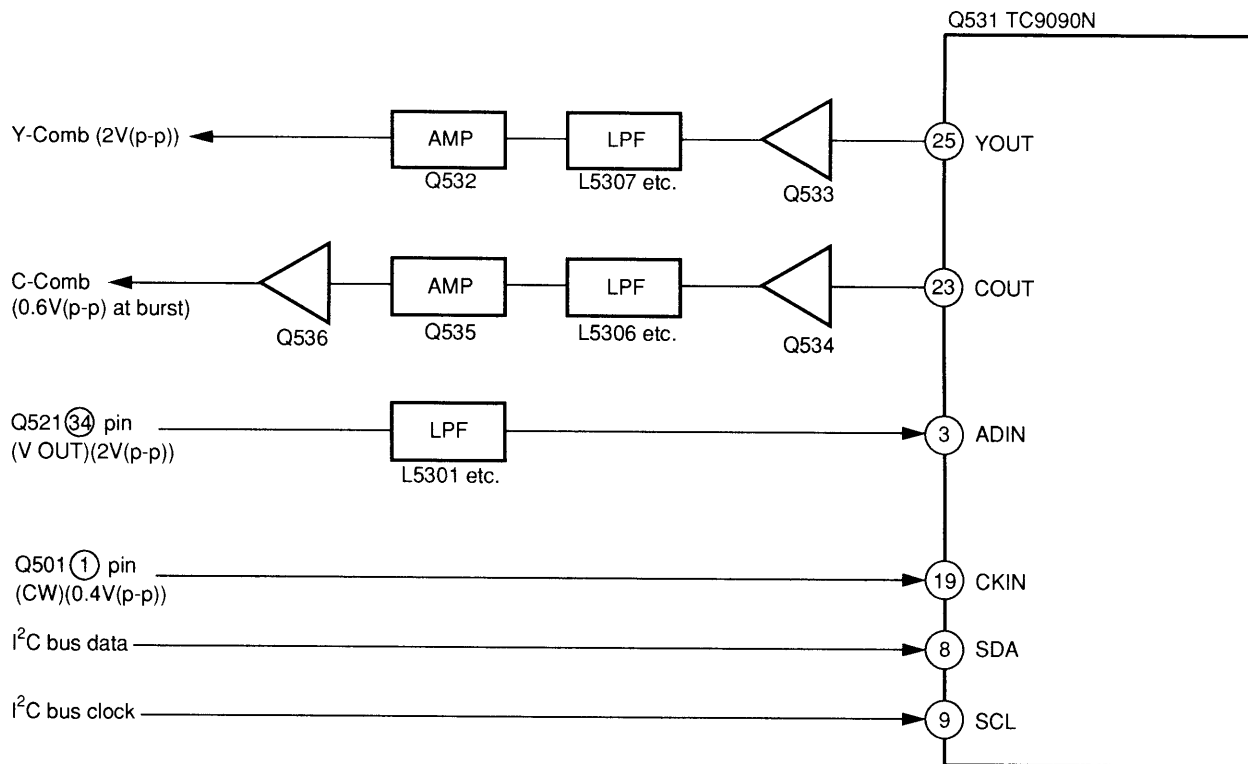 Q531 TC9090N
Y-Comb (2V(p-p))
AMP
LPF
25 YOUT
Q532
L5307 etc.
Q533
C-Comb
(0.6V(p-p) at burst)
AMP
LPF
23 COUT
Q536
Q535
L5306 etc.
Q534
Q521 34 pin
(V OUT)(2V(p-p))
LPF
3 ADIN
L5301 etc.
Q501 1 pin
(CW)(0.4V(p-p))
19 CKIN
I²C bus data
8 SDA
I²C bus clock
9 SCL